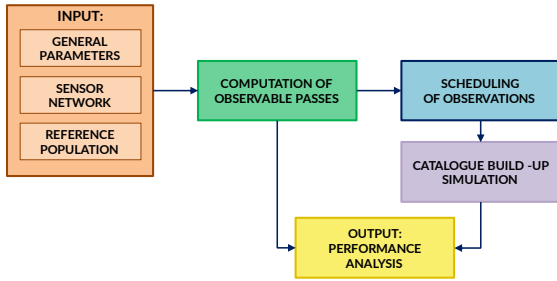 INPUT:
GENERAL
PARAMETERS
SENSOR
NETWORK
REFERENCE
POPULATION
COMPUTATION OF
OBSERVABLE PASSES
SCHEDULING
OF OBSERVATIONS
CATALOGUE BUILD -UP
SIMULATION
OUTPUT:
PERFORMANCE
ANALYSIS